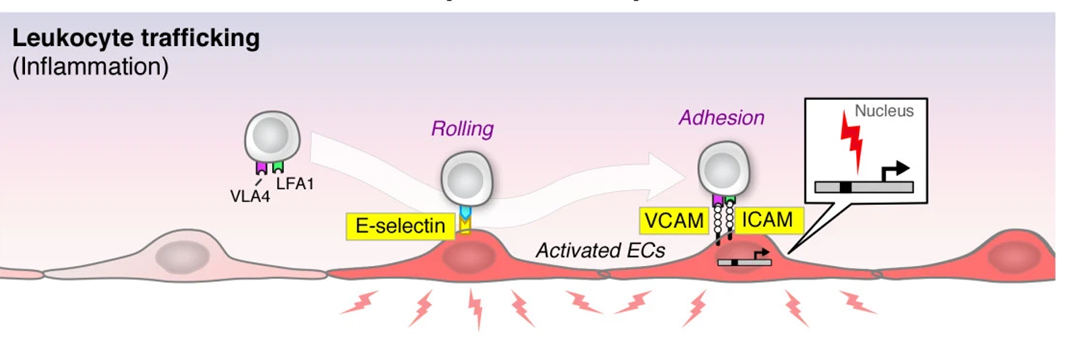 Leukocyte trafficking
(Inflammation)
VLA4
LFA1
Rolling
E-selectin
Activated ECs
Adhesion
VCAM
ICAM
Nucleus